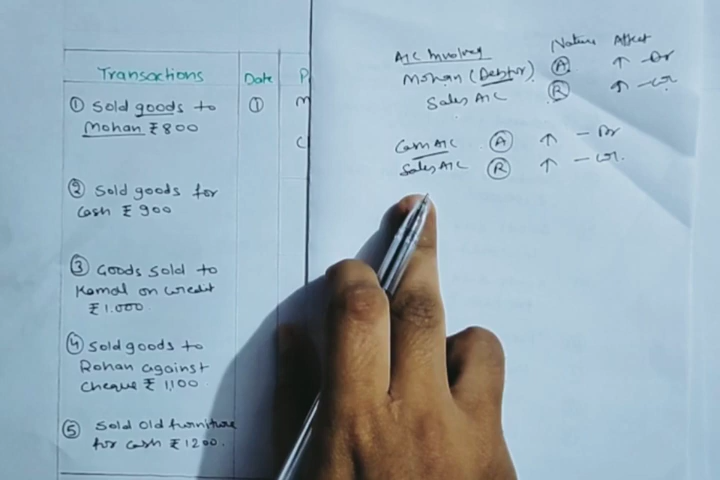 Transactions
Date
P
① Sold goods to
Mohan ₹800
①
M
C
② Sold goods for
Cash ₹ 900
③ Goods sold to
Kamal on credit
₹1.000
④ Sold goods to
Rohan against
Cheque ₹ 1,100
⑤ Sold Old furniture
for cash ₹1200.
A/C Involving Nature Affect
Mohan (Debtor) Ⓐ ↑ - Dr
Sales A/C Ⓡ ↑ - Cr.
Cash A/C Ⓐ ↑ - Dr
Sales A/C Ⓡ ↑ - Cr.